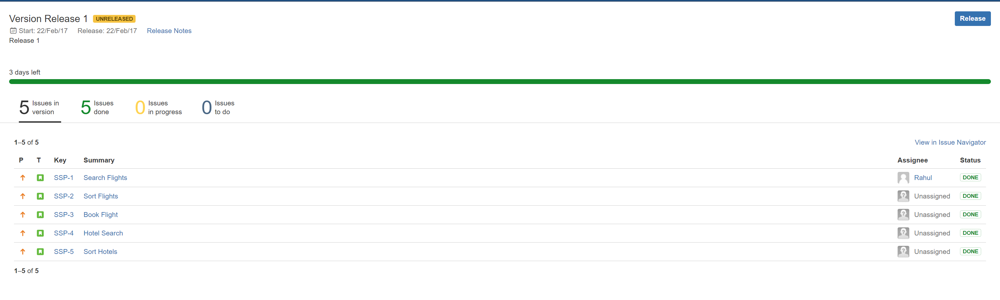 Version Release 1 UNRELEASED
Release
Start: 22/Feb/17 Release: 22/Feb/17 Release Notes
Release 1
3 days left
5 Issues in version
5 Issues done
0 Issues in progress
0 Issues to do
1–5 of 5 View in Issue Navigator
P T Key Summary Assignee Status
SSP-1 Search Flights Rahul DONE
SSP-2 Sort Flights Unassigned DONE
SSP-3 Book Flight Unassigned DONE
SSP-4 Hotel Search Unassigned DONE
SSP-5 Sort Hotels Unassigned DONE
1–5 of 5